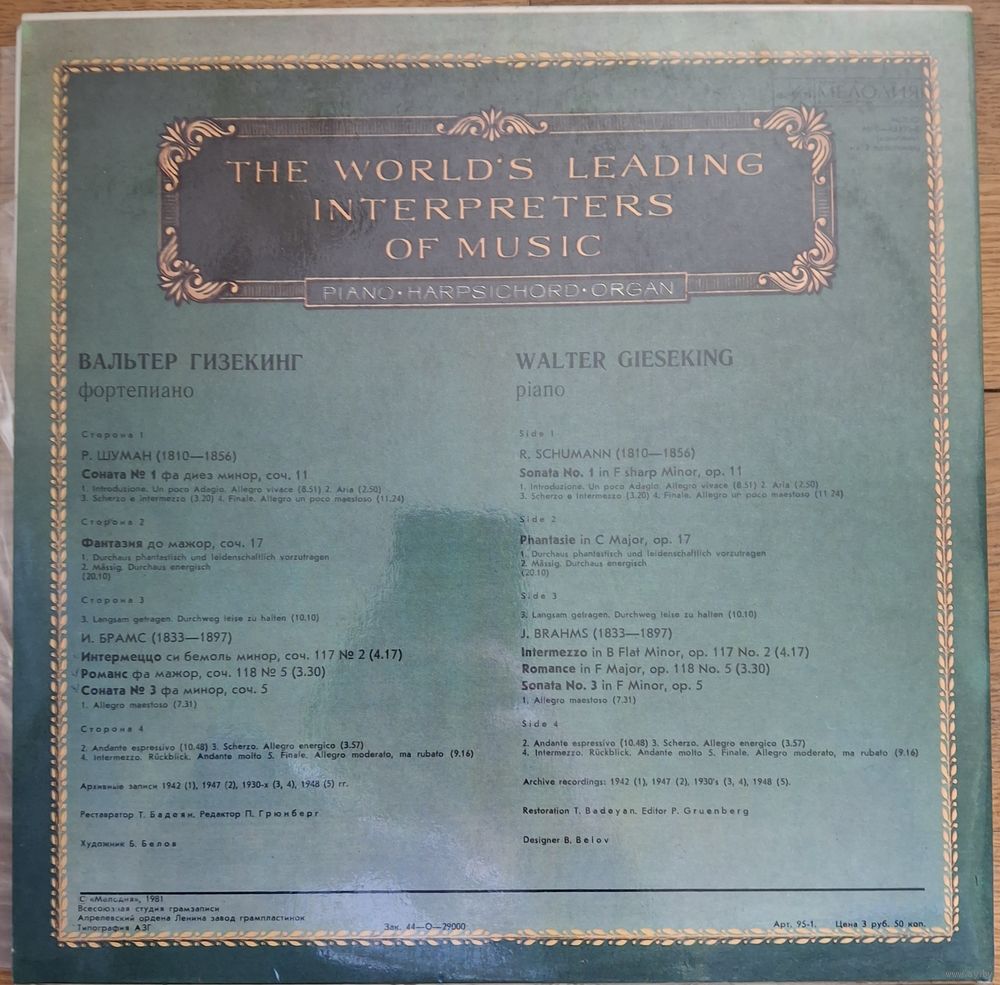 МЕЛОДИЯ
THE WORLD'S LEADING
INTERPRETERS
OF MUSIC
PIANO·HARPSICHORD·ORGAN
ВАЛЬТЕР ГИЗЕКИНГ
фортепиано
Сторона 1
Р. ШУМАН (1810—1856)
Соната № 1 фа диез минор, соч. 11
1. Introduzione. Un poco Adagio. Allegro vivace (8.51) 2. Aria (2.50)
3. Scherzo e Intermezzo (3.20) 4. Finale. Allegro un poco maestoso (11.24)
Сторона 2
Фантазия до мажор, соч. 17
1. Durchaus phantastisch und leidenschaftlich vorzutragen
2. Mässig. Durchaus energisch
(20.10)
Сторона 3
3. Langsam getragen. Durchweg leise zu halten (10.10)
И. БРАМС (1833—1897)
Интермеццо си бемоль минор, соч. 117 № 2 (4.17)
Романс фа мажор, соч. 118 № 5 (3.30)
Соната № 3 фа минор, соч. 5
1. Allegro maestoso (7.31)
Сторона 4
2. Andante espressivo (10.48) 3. Scherzo. Allegro energico (3.57)
4. Intermezzo. Rückblick. Andante molto 5. Finale. Allegro moderato, ma rubato (9.16)
Архивные записи 1942 (1), 1947 (2), 1930-х (3, 4), 1948 (5) гг.
Реставратор Т. Бадеян. Редактор П. Грюнберг
Художник Б. Белов
WALTER GIESEKING
piano
Side 1
R. SCHUMANN (1810—1856)
Sonata No. 1 in F sharp Minor, op. 11
1. Introduzione. Un poco Adagio. Allegro vivace (8.51) 2. Aria (2.50)
3. Scherzo e Intermezzo (3.20) 4. Finale. Allegro un poco maestoso (11 24)
Side 2
Phantasie in C Major, op. 17
1. Durchaus phantastisch und leidenschaftlich vorzutragen
2. Mässig. Durchaus energisch
(20.10)
Side 3
3. Langsam getragen. Durchweg leise zu halten (10.10)
J. BRAHMS (1833—1897)
Intermezzo in B Flat Minor, op. 117 No. 2 (4.17)
Romance in F Major, op. 118 No. 5 (3.30)
Sonata No. 3 in F Minor, op. 5
1. Allegro maestoso (7.31)
Side 4
2. Andante espressivo (10.48) 3. Scherzo. Allegro energico (3.57)
4. Intermezzo. Rückblick. Andante molto 5. Finale. Allegro moderato, ma rubato (9.16)
Archive recordings: 1942 (1), 1947 (2), 1930's (3, 4), 1948 (5).
Restoration T. Badeyan. Editor P. Gruenberg
Designer B. Belov
С «Мелодия», 1981
Всесоюзная студия грамзаписи
Апрелевский ордена Ленина завод грампластинок
Типография АЗГ
Зак. 44—О—29000
Арт. 95-1. Цена 3 руб. 50 коп.
www.ay.by